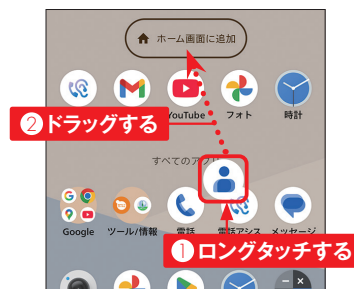 ホーム画面に追加
YouTube
フォト
時計
②ドラッグする
すべてのアプリ
Google
ツール/情報
電話
電話アシス
メッセージ
①ロングタッチする